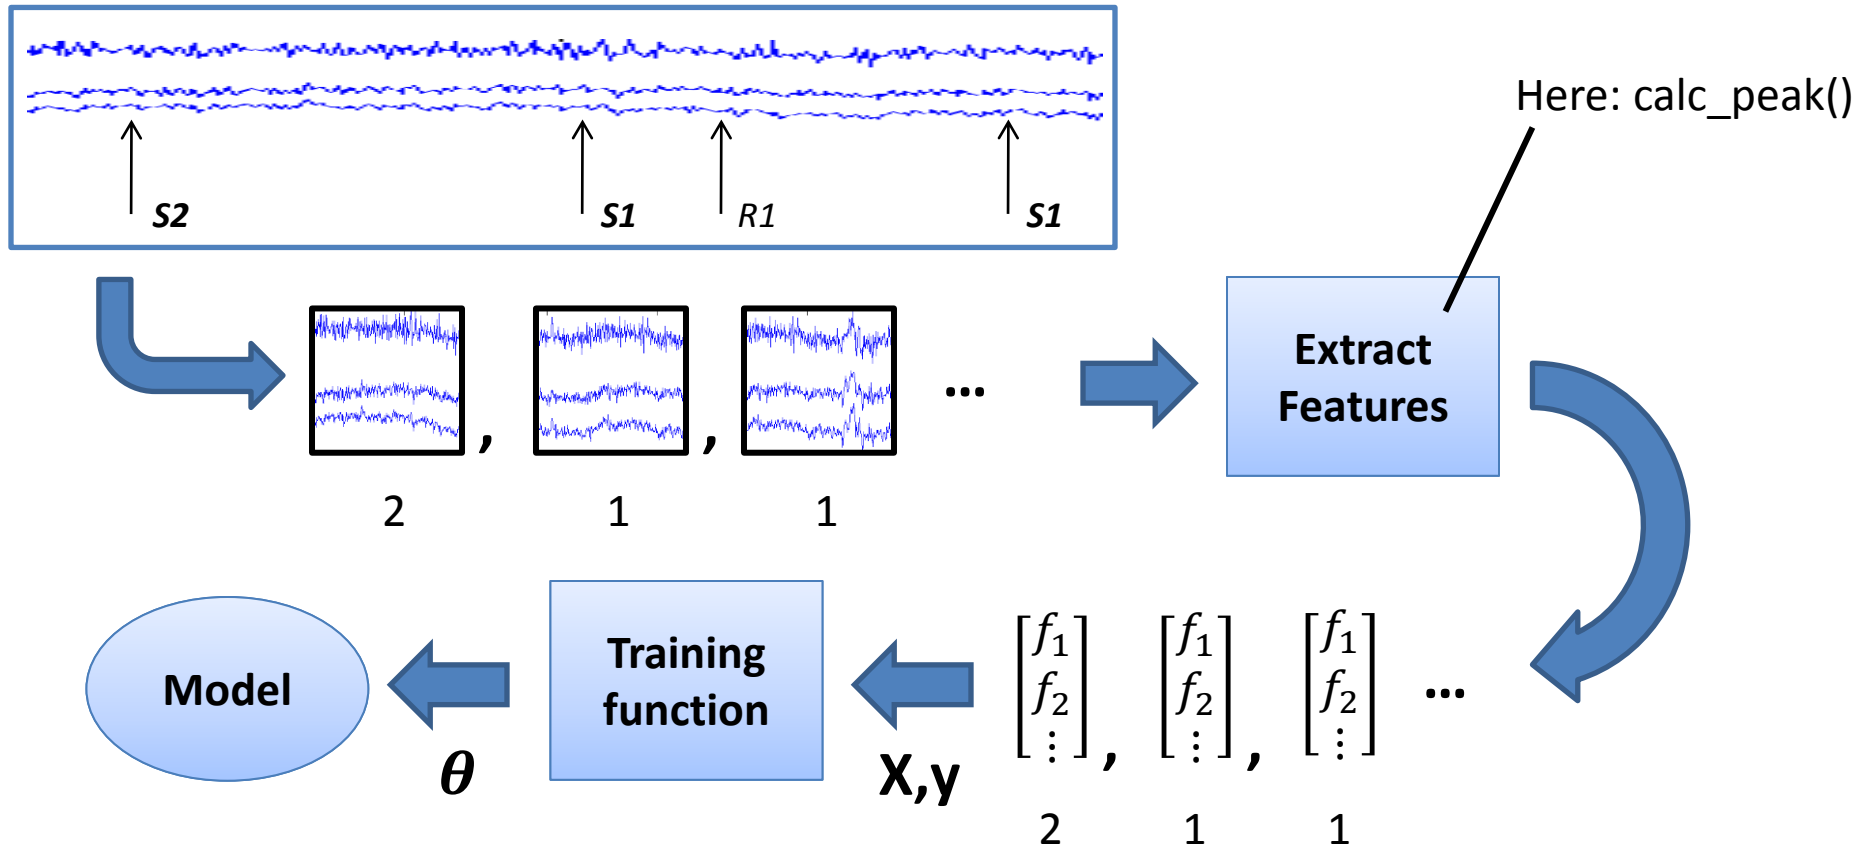 Here: calc_peak()
S2 S1 R1 S1
, , ...
Extract
Features
2 1 1
Model
θ
Training
function
X,y
f₁ f₁ f₁
f₂ f₂ f₂ ...
⋮ , ⋮ , ⋮
2 1 1